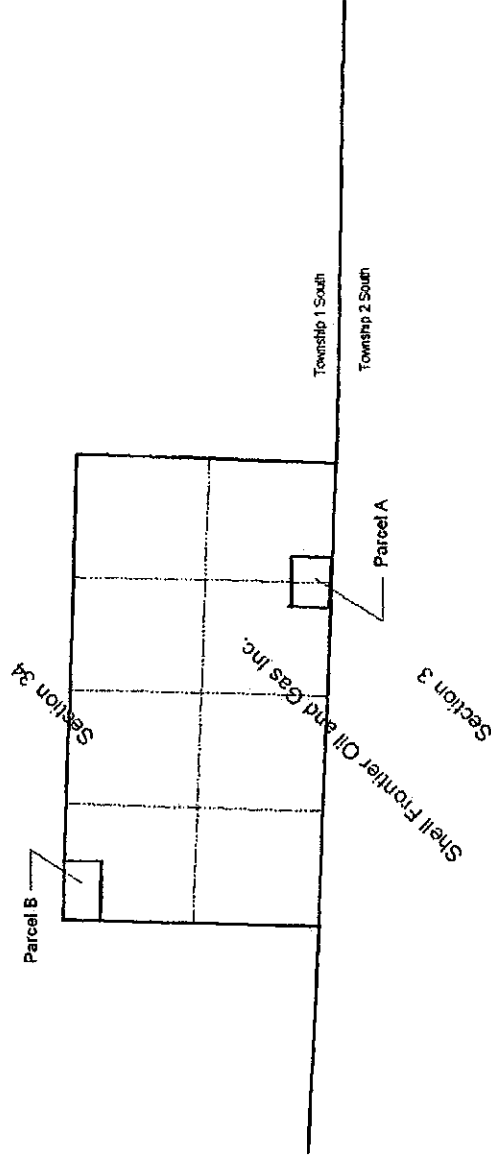 Section 34
Parcel B
Township 1 South
Township 2 South
Shell Frontier Oil and Gas Inc.
Parcel A
Section 3